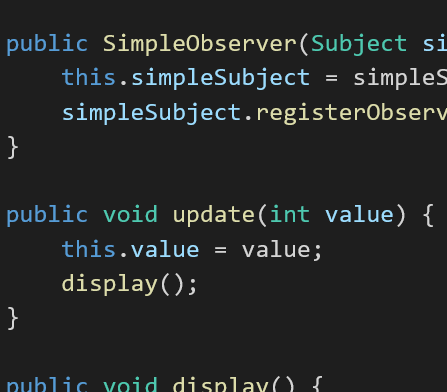 public SimpleObserver(Subject si
    this.simpleSubject = simpleS
    simpleSubject.registerObserv
}

public void update(int value) {
    this.value = value;
    display();
}

public void display() {